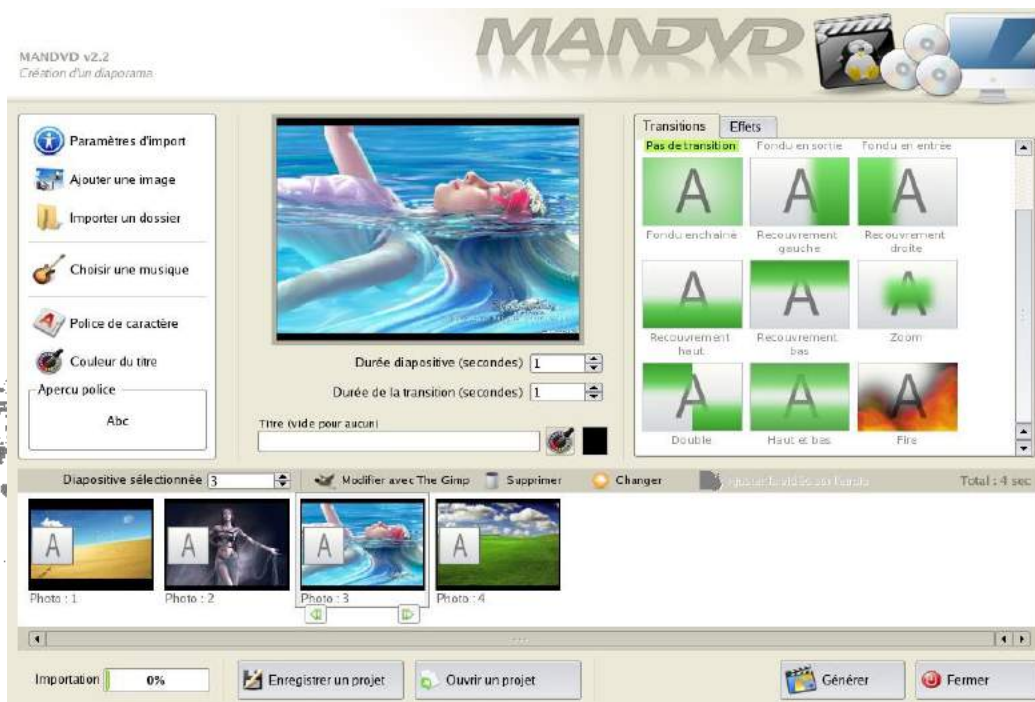 MANDVD v2.2
Création d'un diaporama
MANDVD
Paramètres d'import
Ajouter une image
Importer un dossier
Choisir une musique
Police de caractère
Couleur du titre
Apercu police
Abc
Durée diapositive (secondes) 1
Durée de la transition (secondes) 1
Titre (vide pour aucun)
Transitions Effets
Pas de transition Fondu en sortie Fondu en entrée
A A A
Fondu enchainé Recouvrement gauche Recouvrement droite
A A A
Recouvrement haut Recouvrement bas Zoom
A A A
Double Haut et bas Fire
Diapositive sélectionnée 3 Modifier avec The Gimp Supprimer Changer Total : 4 sec
A A A A
Photo : 1 Photo : 2 Photo : 3 Photo : 4
Importation 0% Enregistrer un projet Ouvrir un projet Générer Fermer